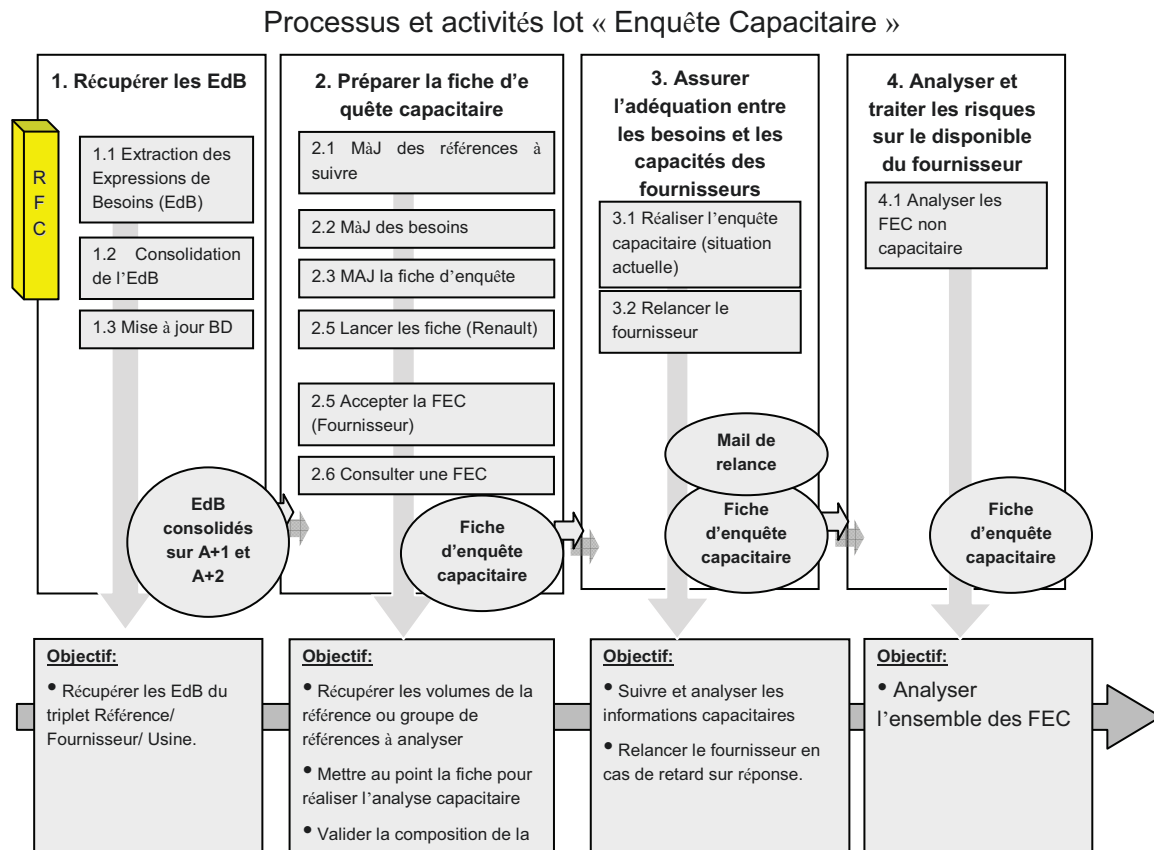 Processus et activités lot « Enquête Capacitaire »
R
F
C
1. Récupérer les EdB
1.1 Extraction des
Expressions de
Besoins (EdB)
1.2 Consolidation
de l’EdB
1.3 Mise à jour BD
EdB
consolidés
sur A+1 et
A+2
2. Préparer la fiche d’e
quête capacitaire
2.1 MàJ des références à
suivre
2.2 MàJ des besoins
2.3 MAJ la fiche d’enquête
2.5 Lancer les fiche (Renault)
2.5 Accepter la FEC
(Fournisseur)
2.6 Consulter une FEC
Fiche
d’enquête
capacitaire
3. Assurer
l’adéquation entre
les besoins et les
capacités des
fournisseurs
3.1 Réaliser l’enquête
capacitaire (situation
actuelle)
3.2 Relancer le
fournisseur
Mail de
relance
Fiche
d’enquête
capacitaire
4. Analyser et
traiter les risques
sur le disponible
du fournisseur
4.1 Analyser les
FEC non
capacitaire
Fiche
d’enquête
capacitaire
Objectif:
• Récupérer les EdB du
triplet Référence/
Fournisseur/ Usine.
Objectif:
• Récupérer les volumes de la
référence ou groupe de
références à analyser
• Mettre au point la fiche pour
réaliser l’analyse capacitaire
• Valider la composition de la
Objectif:
• Suivre et analyser les
informations capacitaires
• Relancer le fournisseur en
cas de retard sur réponse.
Objectif:
• Analyser
l’ensemble des FEC